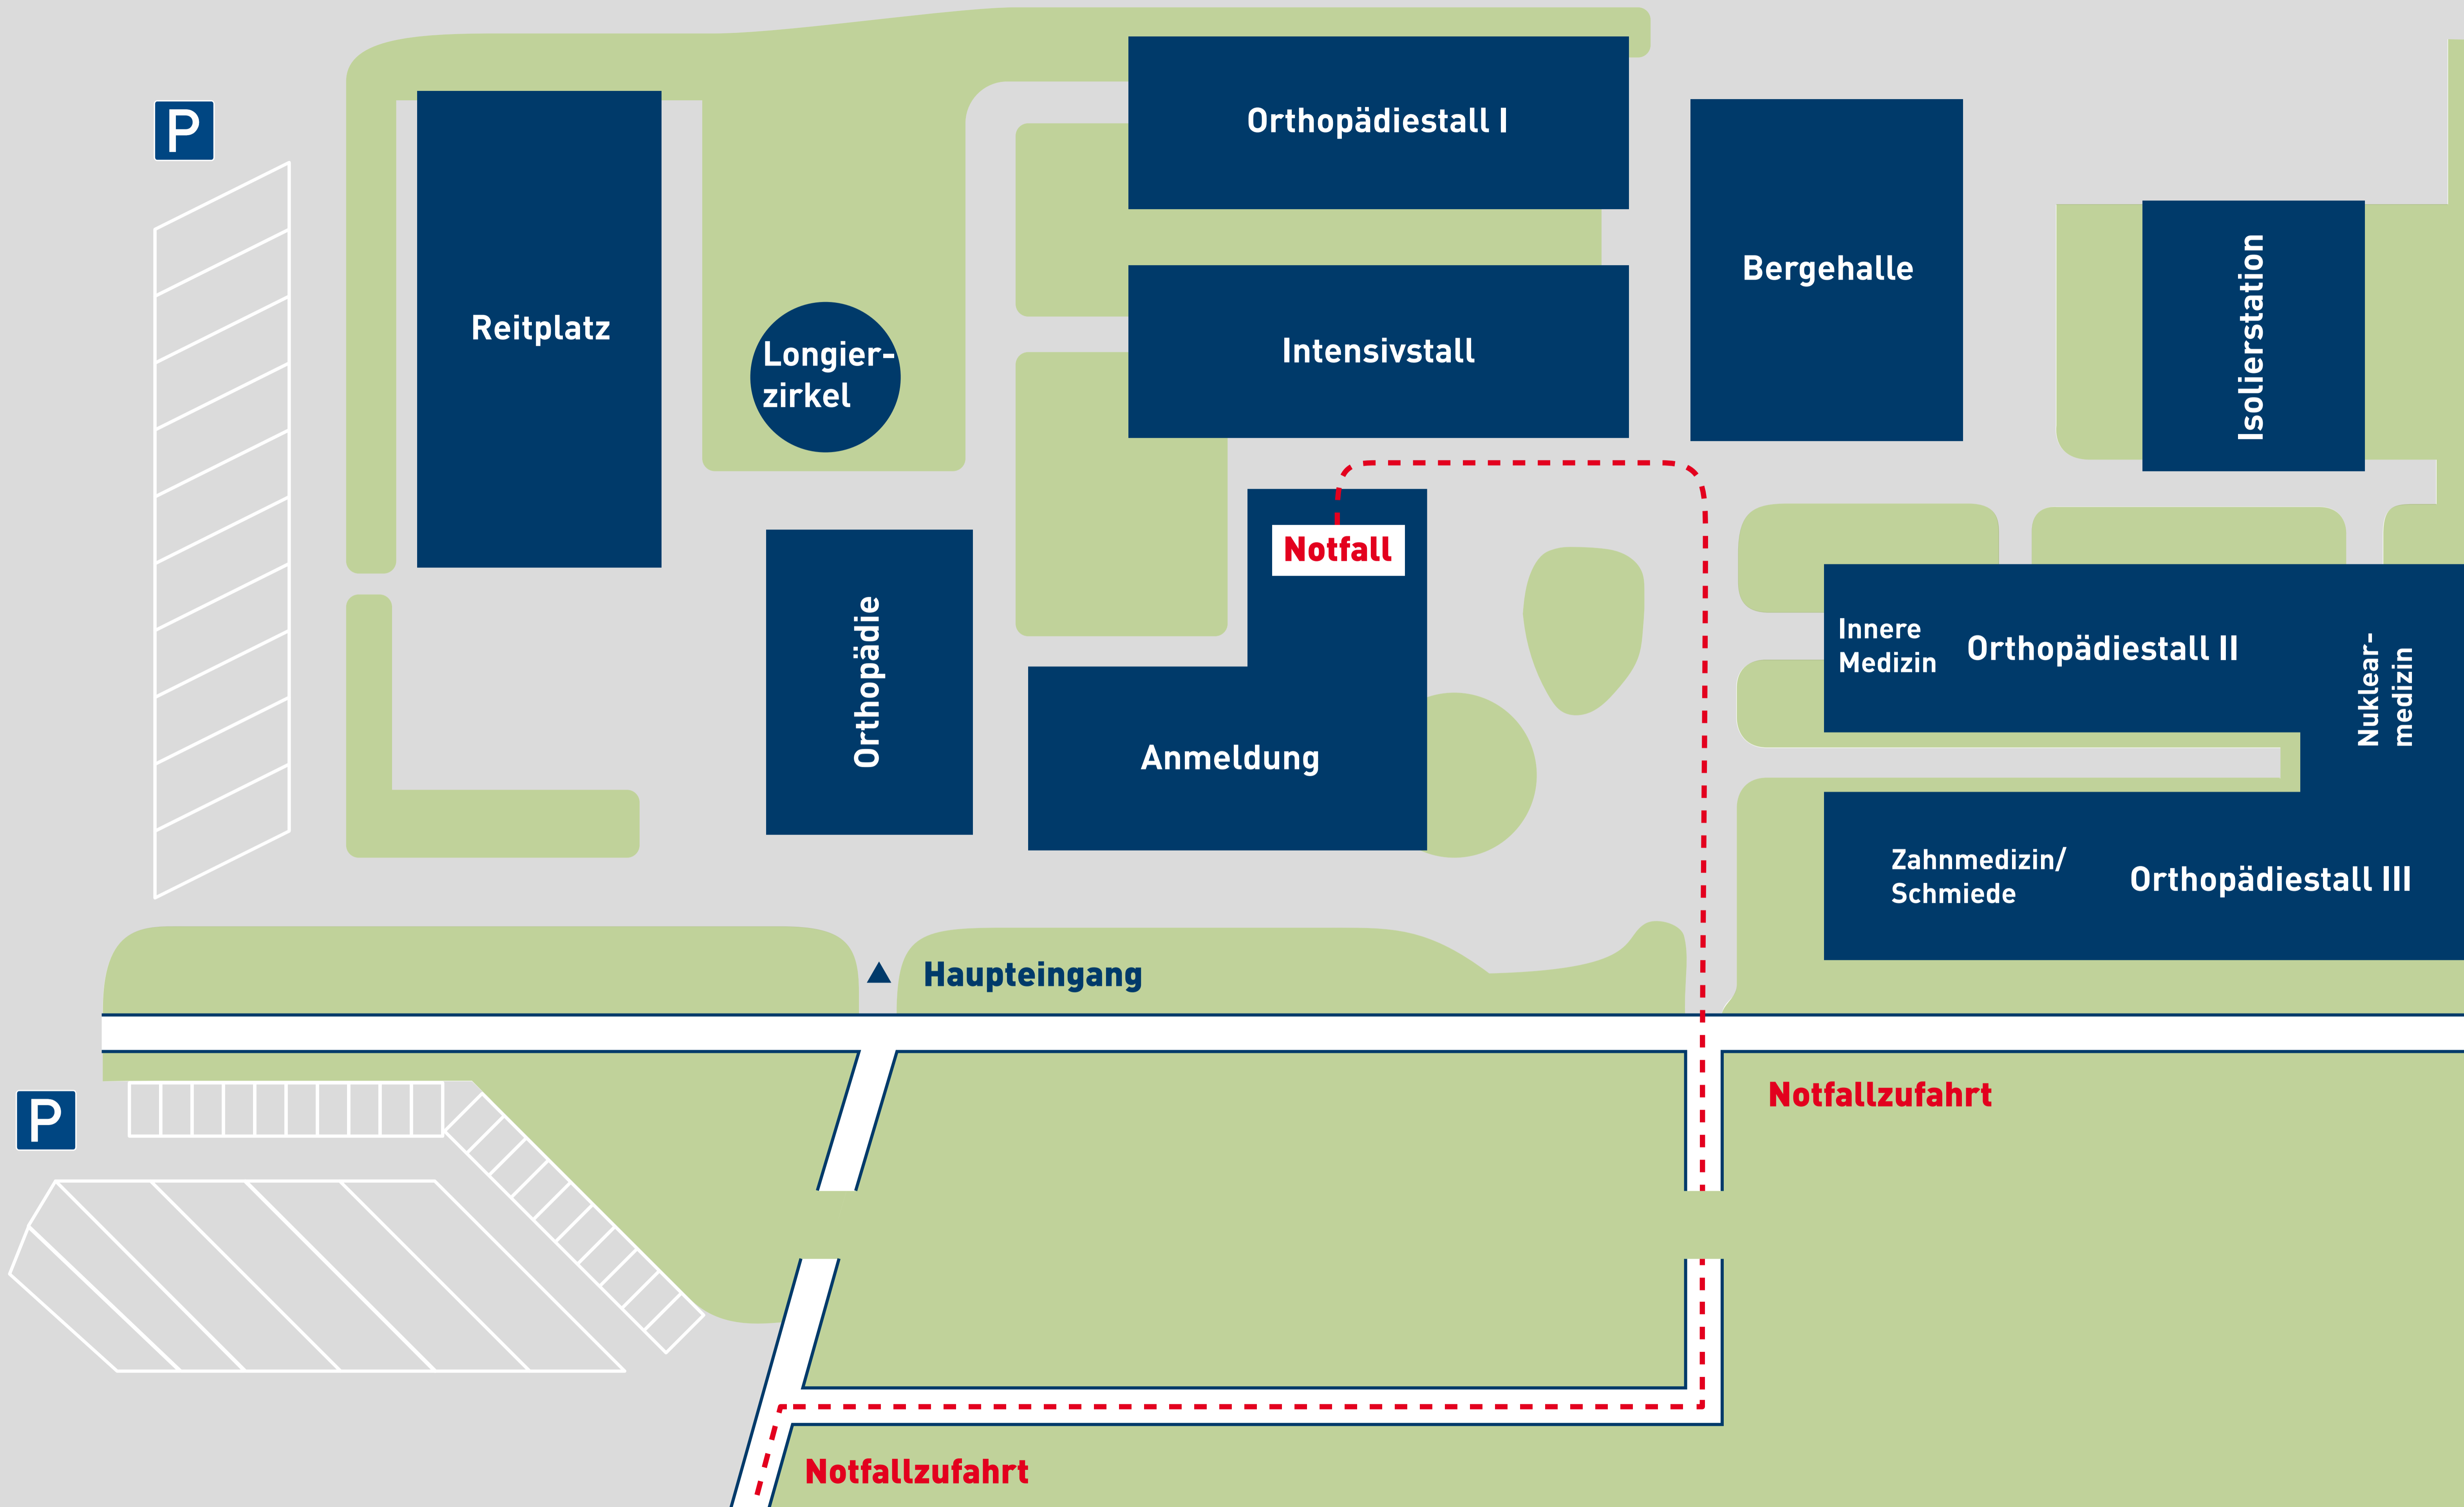 P
Orthopädiestall I
Reitplatz
Longier-
zirkel
Intensivstall
Bergehalle
Isolierstation
Notfall
Orthopädie
Anmeldung
Innere
Medizin
Orthopädiestall II
Nuklear-
medizin
Zahnmedizin/
Schmiede
Orthopädiestall III
Haupteingang
P
Notfallzufahrt
Notfallzufahrt